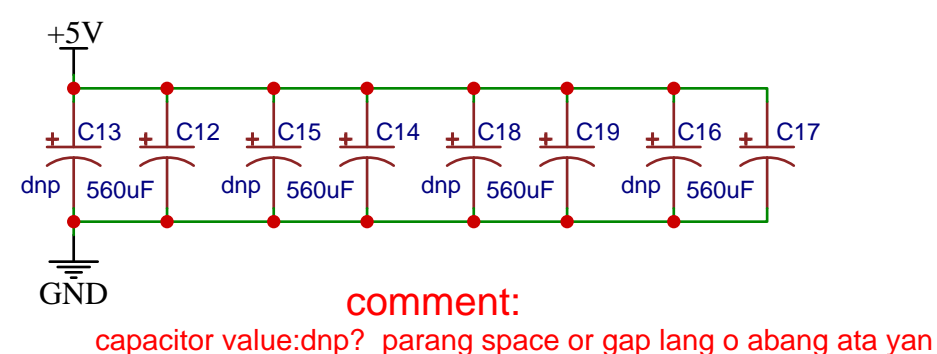 +5V
C13 C12 C15 C14 C18 C19 C16 C17
dnp 560uF dnp 560uF dnp 560uF dnp 560uF
GND
comment:
capacitor value:dnp? parang space or gap lang o abang ata yan